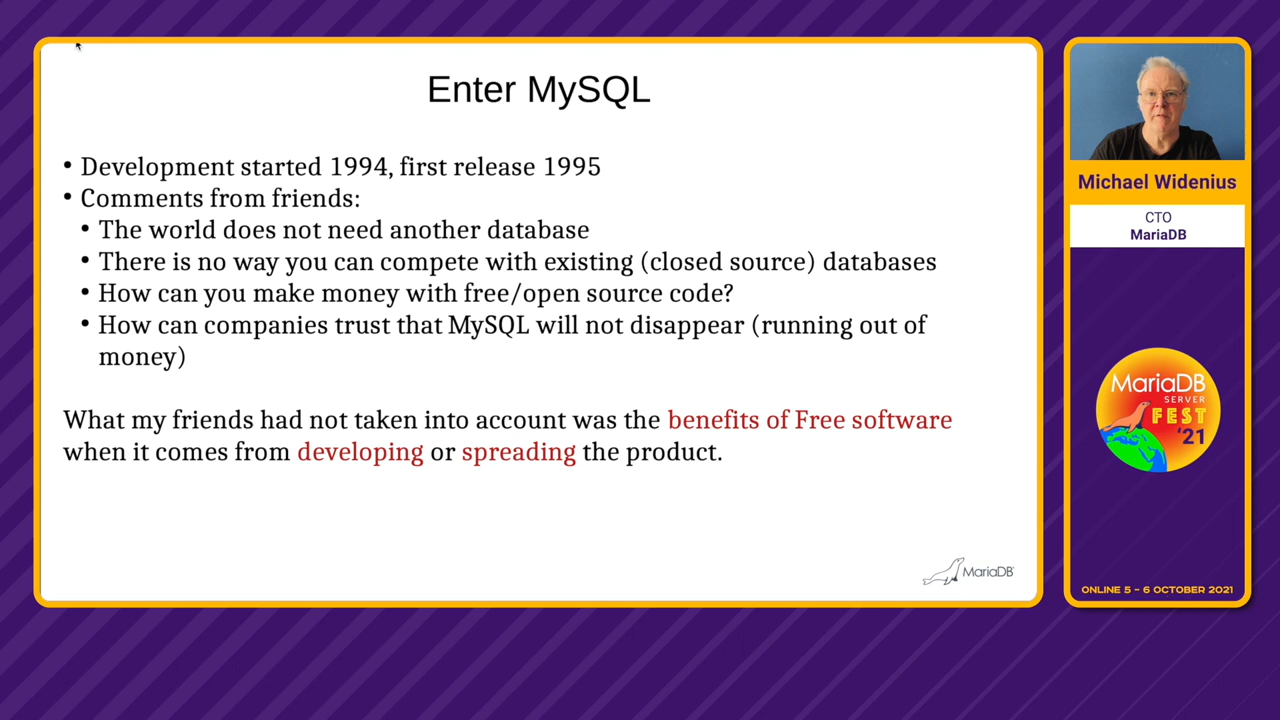 Enter MySQL
• Development started 1994, first release 1995
• Comments from friends:
• The world does not need another database
• There is no way you can compete with existing (closed source) databases
• How can you make money with free/open source code?
• How can companies trust that MySQL will not disappear (running out of
money)
What my friends had not taken into account was the benefits of Free software
when it comes from developing or spreading the product.
MariaDB
Michael Widenius
CTO
MariaDB
MariaDB
SERVER
FEST
'21
ONLINE 5 – 6 OCTOBER 2021